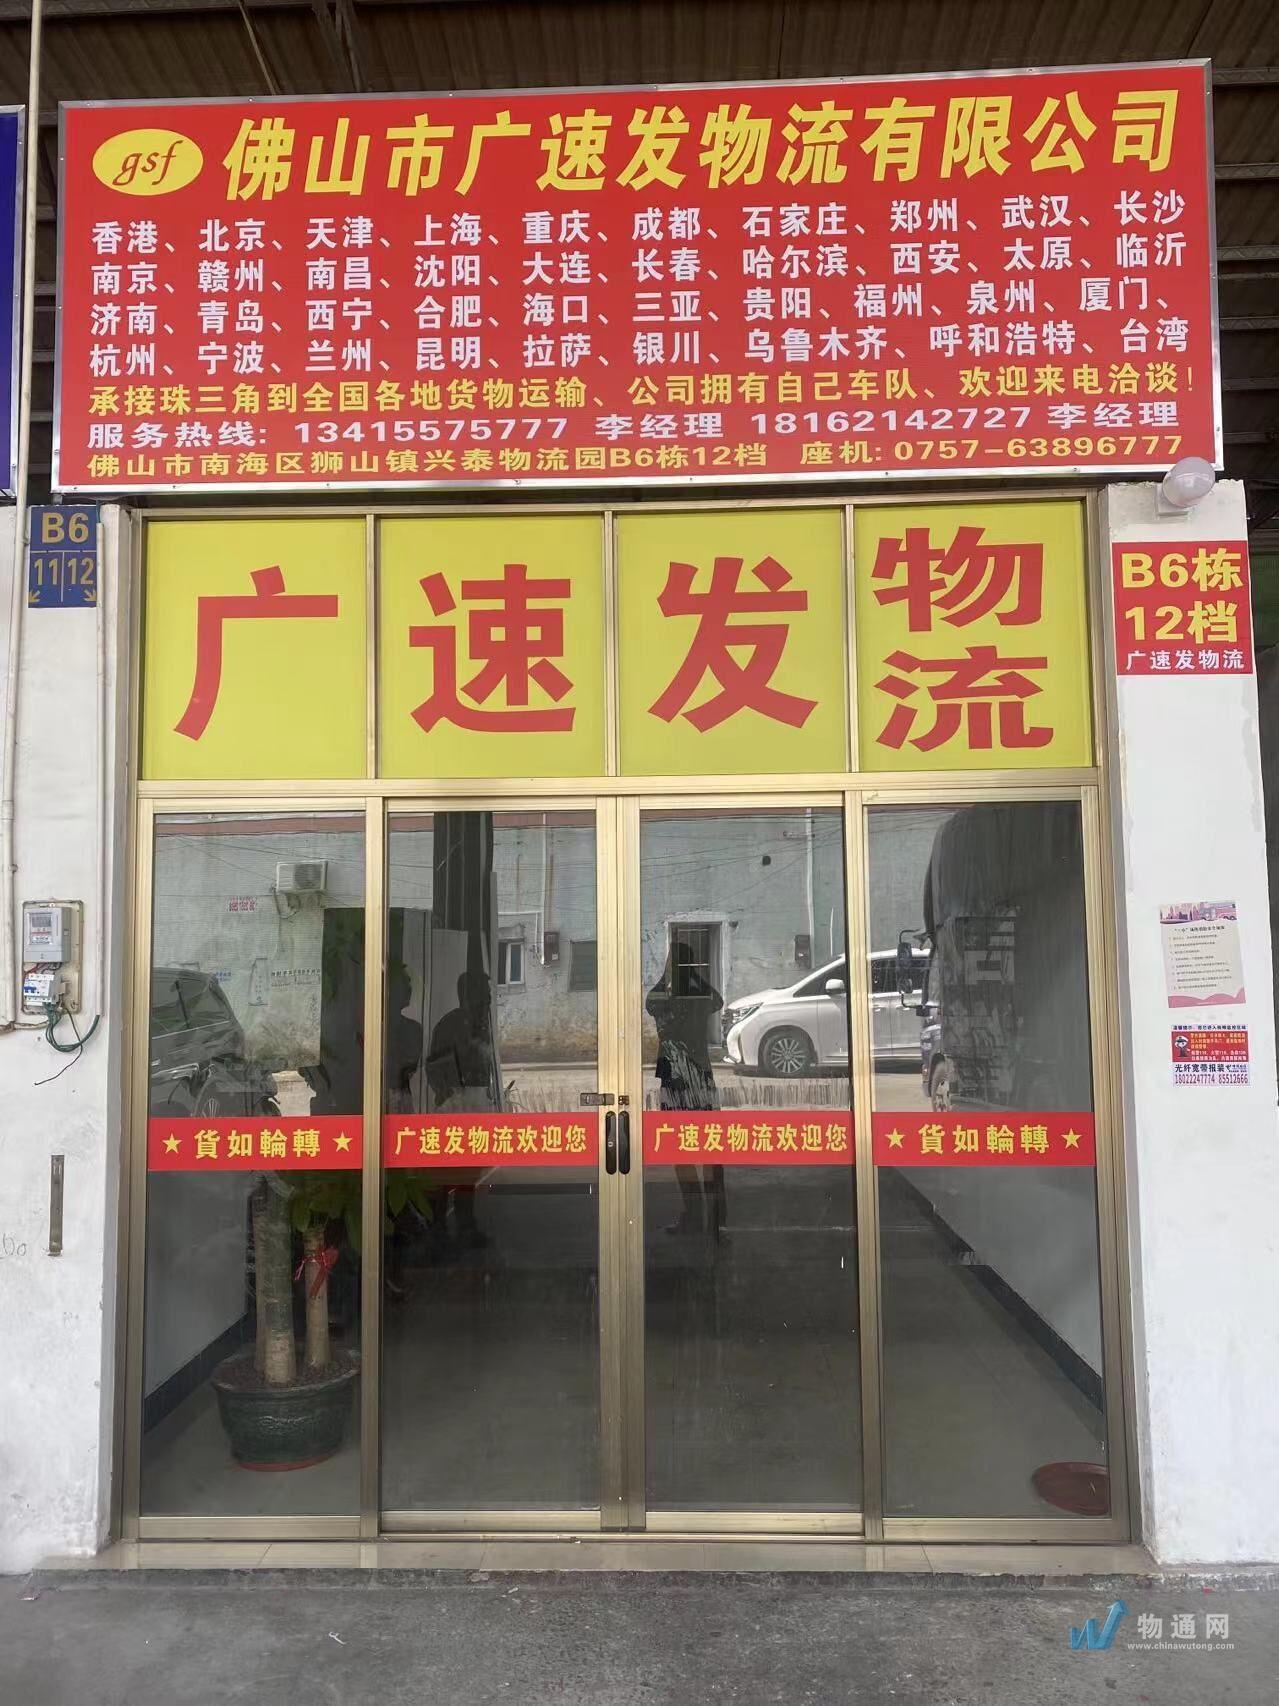 gsf 佛山市广速发物流有限公司
香港、北京、天津、上海、重庆、成都、石家庄、郑州、武汉、长沙
南京、赣州、南昌、沈阳、大连、长春、哈尔滨、西安、太原、临沂
济南、青岛、西宁、合肥、海口、三亚、贵阳、福州、泉州、厦门、
杭州、宁波、兰州、昆明、拉萨、银川、乌鲁木齐、呼和浩特、台湾
承接珠三角到全国各地货物运输、公司拥有自己车队、欢迎来电洽谈!
服务热线: 13415575777 李经理 18162142727 李经理
佛山市南海区狮山镇兴泰物流园B6栋12档 座机: 0757-63896777
B6
11 12
广速发物流
B6栋
12档
广速发物流
光纤宽带报装
18022247774 85512666
★ 貨如輪轉 ★
广速发物流欢迎您
广速发物流欢迎您
★ 貨如輪轉 ★
物通网
www.chinawutong.com